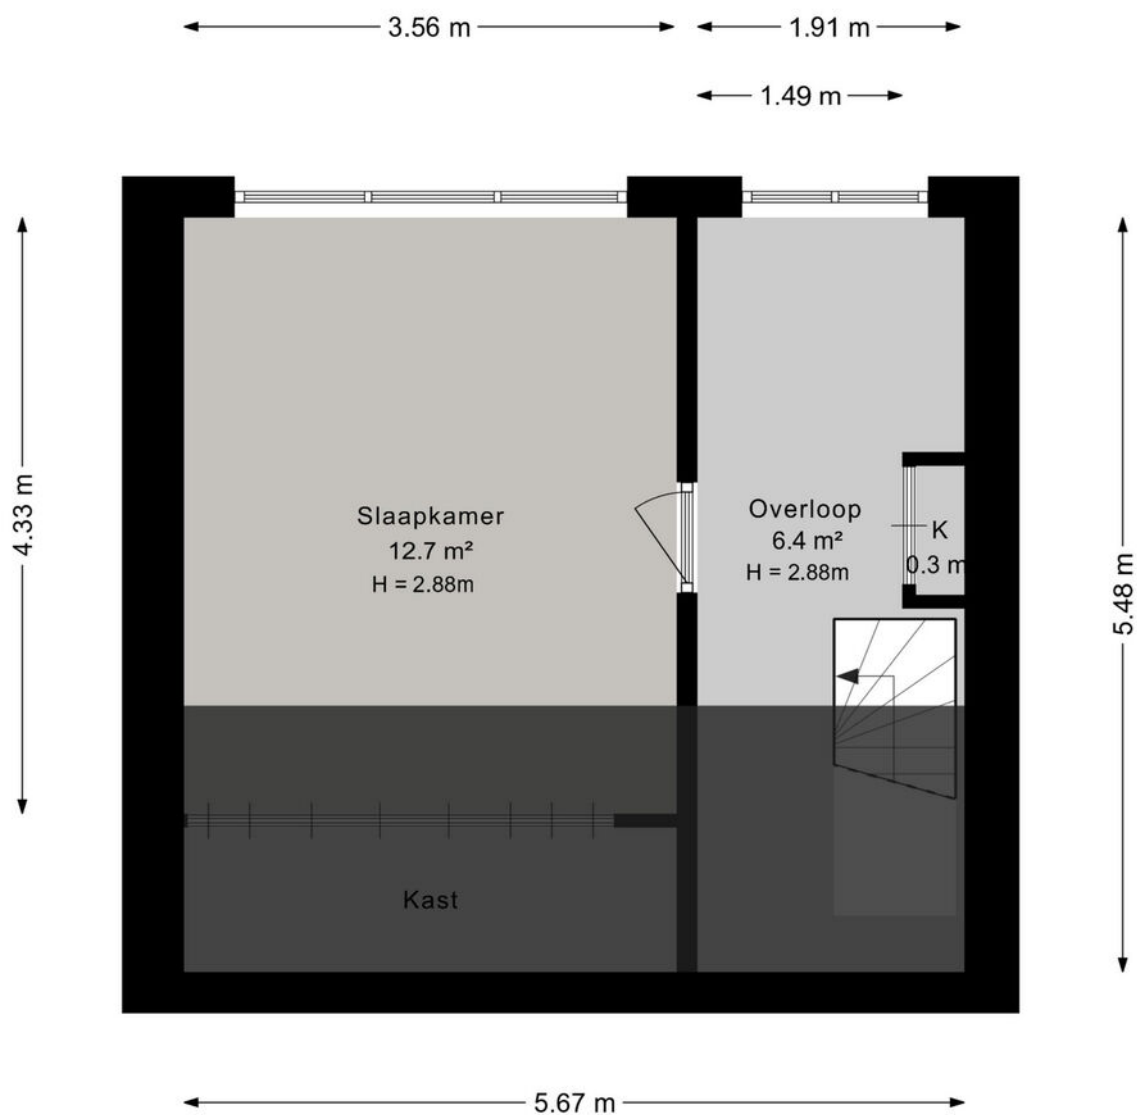 3.56 m
1.91 m
1.49 m
4.33 m
5.48 m
Slaapkamer
12.7 m²
H = 2.88m
Overloop
6.4 m²
H = 2.88m
K
0.3 m
Kast
5.67 m